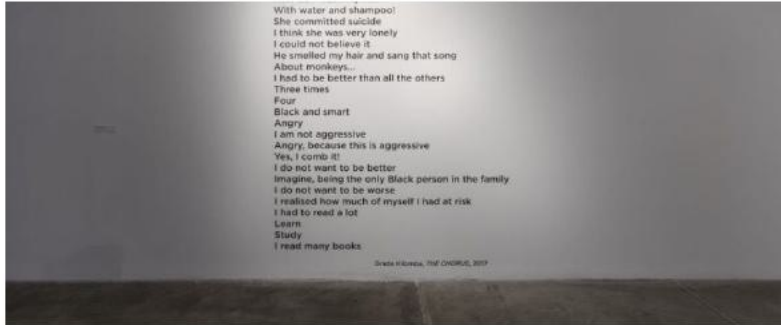 With water and shampoo!
She committed suicide
I think she was very lonely
I could not believe it
He smelled my hair and sang that song
About monkeys...
I had to be better than all the others
Three times
Four
Black and smart
Angry
I am not aggressive
Angry, because this is aggressive
Yes, I comb it!
I do not want to be better
Imagine, being the only Black person in the family
I do not want to be worse
I realised how much of myself I had at risk
I had to read a lot
Learn
Study
I read many books
Grada Kilomba, THE CHORUS, 2017